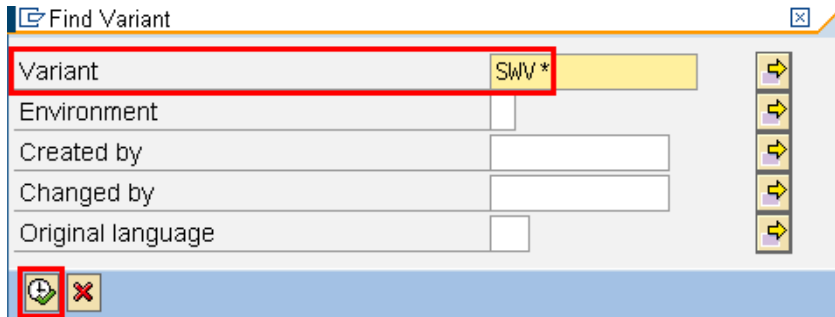 Find Variant
Variant SWV*
Environment
Created by
Changed by
Original language